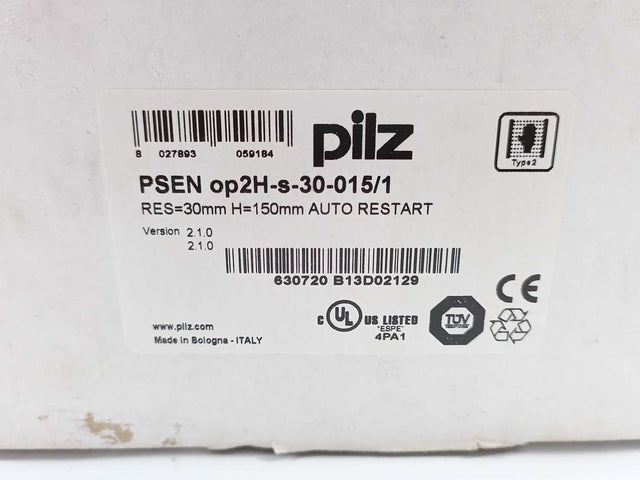 8 027893 059184
pilz
Type 2
PSEN op2H-s-30-015/1
RES=30mm H=150mm AUTO RESTART
Version 2.1.0
2.1.0
630720 B13D02129
C UL US LISTED
"ESPE"
4PA1
TÜV
CE
www.pilz.com
Made in Bologna - ITALY